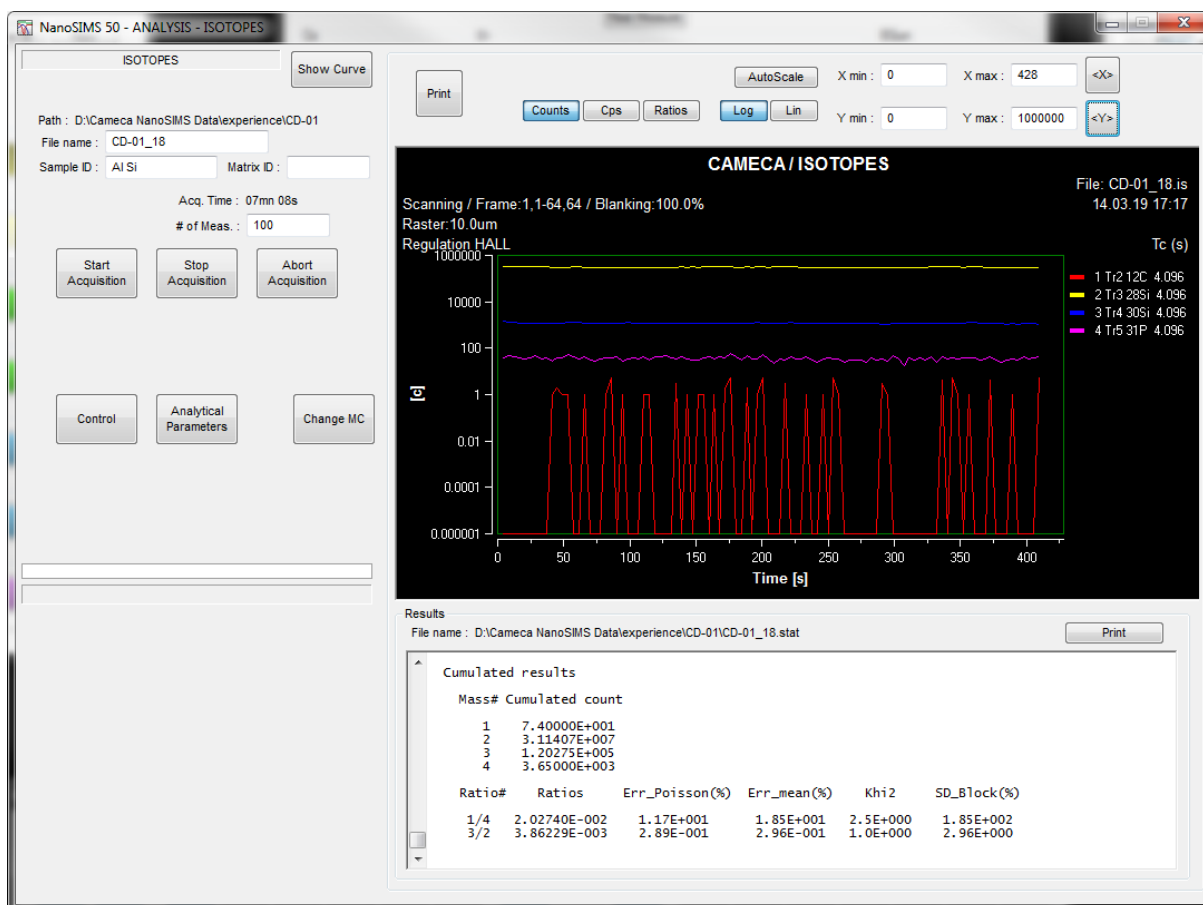 NanoSIMS 50 - ANALYSIS - ISOTOPES
ISOTOPES
Show Curve
Path : D:\Cameca NanoSIMS Data\experience\CD-01
File name : CD-01_18
Sample ID : Al Si Matrix ID :
Acq. Time : 07mn 08s
# of Meas. : 100
Start Acquisition
Stop Acquisition
Abort Acquisition
Control
Analytical Parameters
Change MC
Print
AutoScale X min : 0 X max : 428 <X>
Counts Cps Ratios Log Lin
Y min : 0 Y max : 1000000 <Y>
CAMECA / ISOTOPES
File: CD-01_18.is
Scanning / Frame:1,1-64,64 / Blanking:100.0% 14.03.19 17:17
Raster:10.0um
Regulation HALL Tc (s)
1 Tr2 12C 4.096
2 Tr3 28Si 4.096
3 Tr4 30Si 4.096
4 Tr5 31P 4.096
1000000
10000
100
1
0.01
0.0001
0.000001
[c]
0 50 100 150 200 250 300 350 400
Time [s]
Results
File name : D:\Cameca NanoSIMS Data\experience\CD-01\CD-01_18.stat Print
Cumulated results
Mass# Cumulated count
1 7.40000E+001
2 3.11407E+007
3 1.20275E+005
4 3.65000E+003
Ratio# Ratios Err_Poisson(%) Err_mean(%) Khi2 SD_Block(%)
1/4 2.02740E-002 1.17E+001 1.85E+001 2.5E+000 1.85E+002
3/2 3.86229E-003 2.89E-001 2.96E-001 1.0E+000 2.96E+000